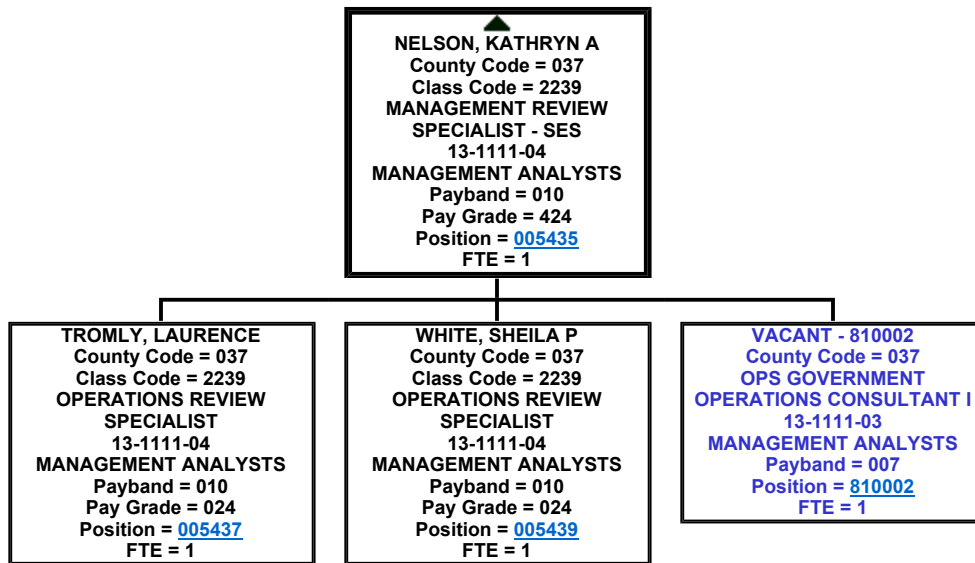 NELSON, KATHRYN A
County Code = 037
Class Code = 2239
MANAGEMENT REVIEW
SPECIALIST - SES
13-1111-04
MANAGEMENT ANALYSTS
Payband = 010
Pay Grade = 424
Position = 005435
FTE = 1
TROMLY, LAURENCE
County Code = 037
Class Code = 2239
OPERATIONS REVIEW
SPECIALIST
13-1111-04
MANAGEMENT ANALYSTS
Payband = 010
Pay Grade = 024
Position = 005437
FTE = 1
WHITE, SHEILA P
County Code = 037
Class Code = 2239
OPERATIONS REVIEW
SPECIALIST
13-1111-04
MANAGEMENT ANALYSTS
Payband = 010
Pay Grade = 024
Position = 005439
FTE = 1
VACANT - 810002
County Code = 037
OPS GOVERNMENT
OPERATIONS CONSULTANT I
13-1111-03
MANAGEMENT ANALYSTS
Payband = 007
Position = 810002
FTE = 1